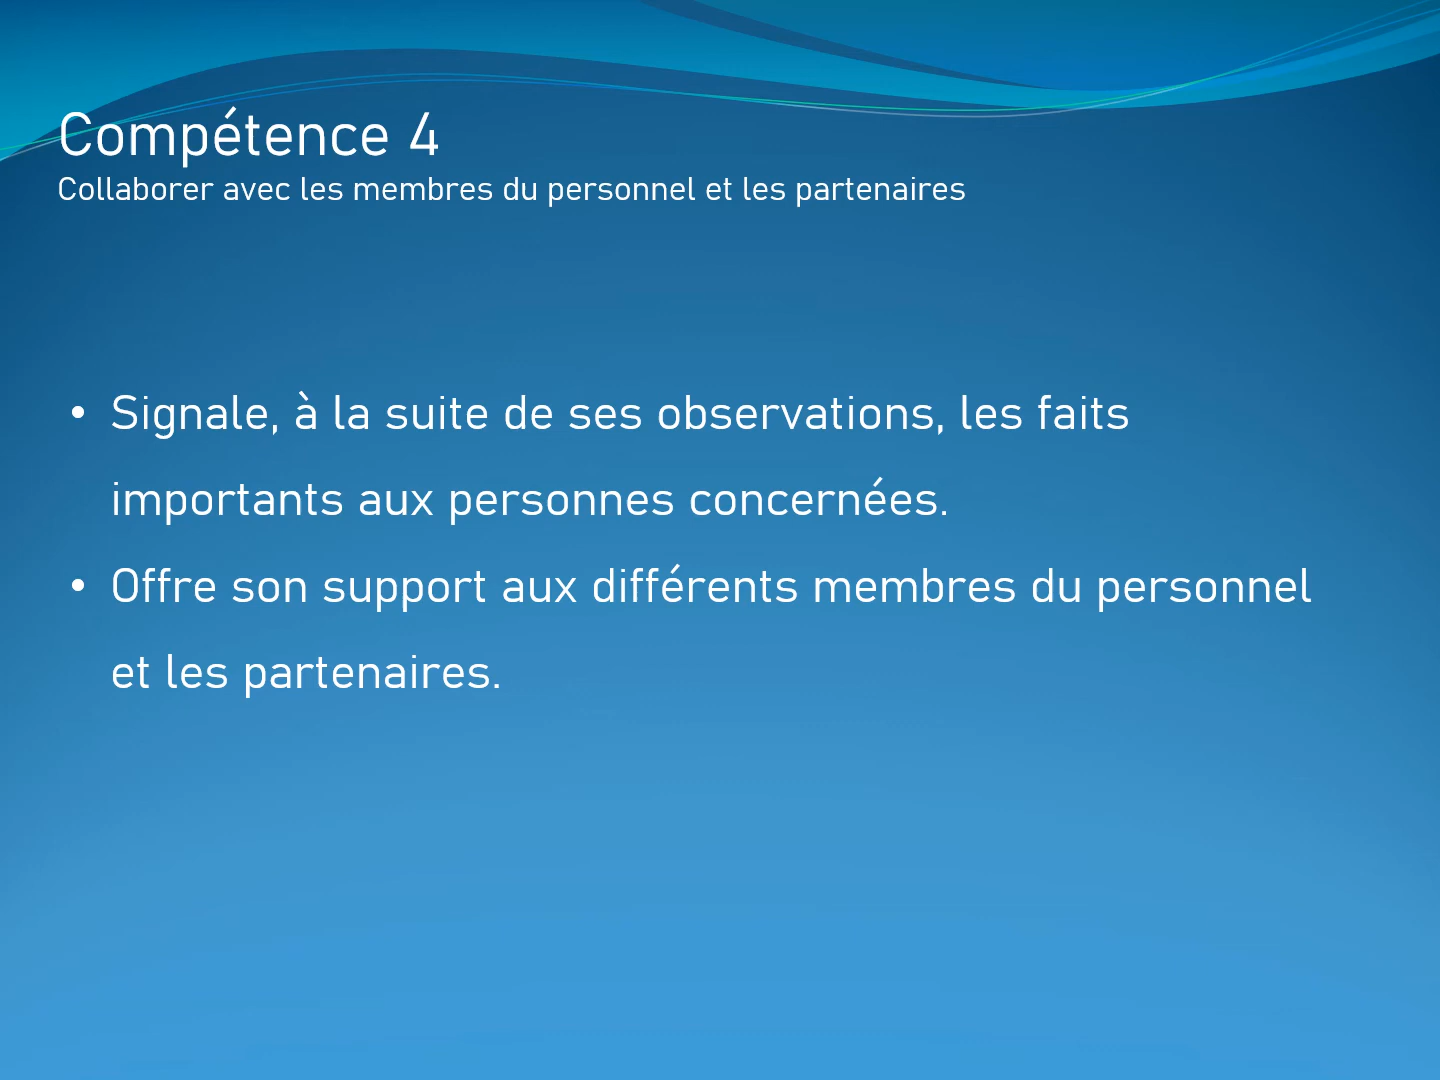 Compétence 4
Collaborer avec les membres du personnel et les partenaires
• Signale, à la suite de ses observations, les faits
importants aux personnes concernées.
• Offre son support aux différents membres du personnel
et les partenaires.